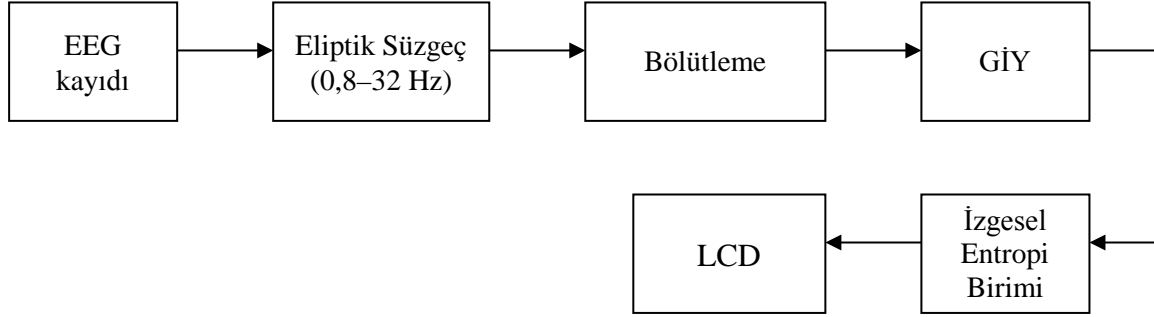 EEG
kayıdı
Eliptik Süzgeç
(0,8–32 Hz)
Bölütleme
GİY
LCD
İzgesel
Entropi
Birimi